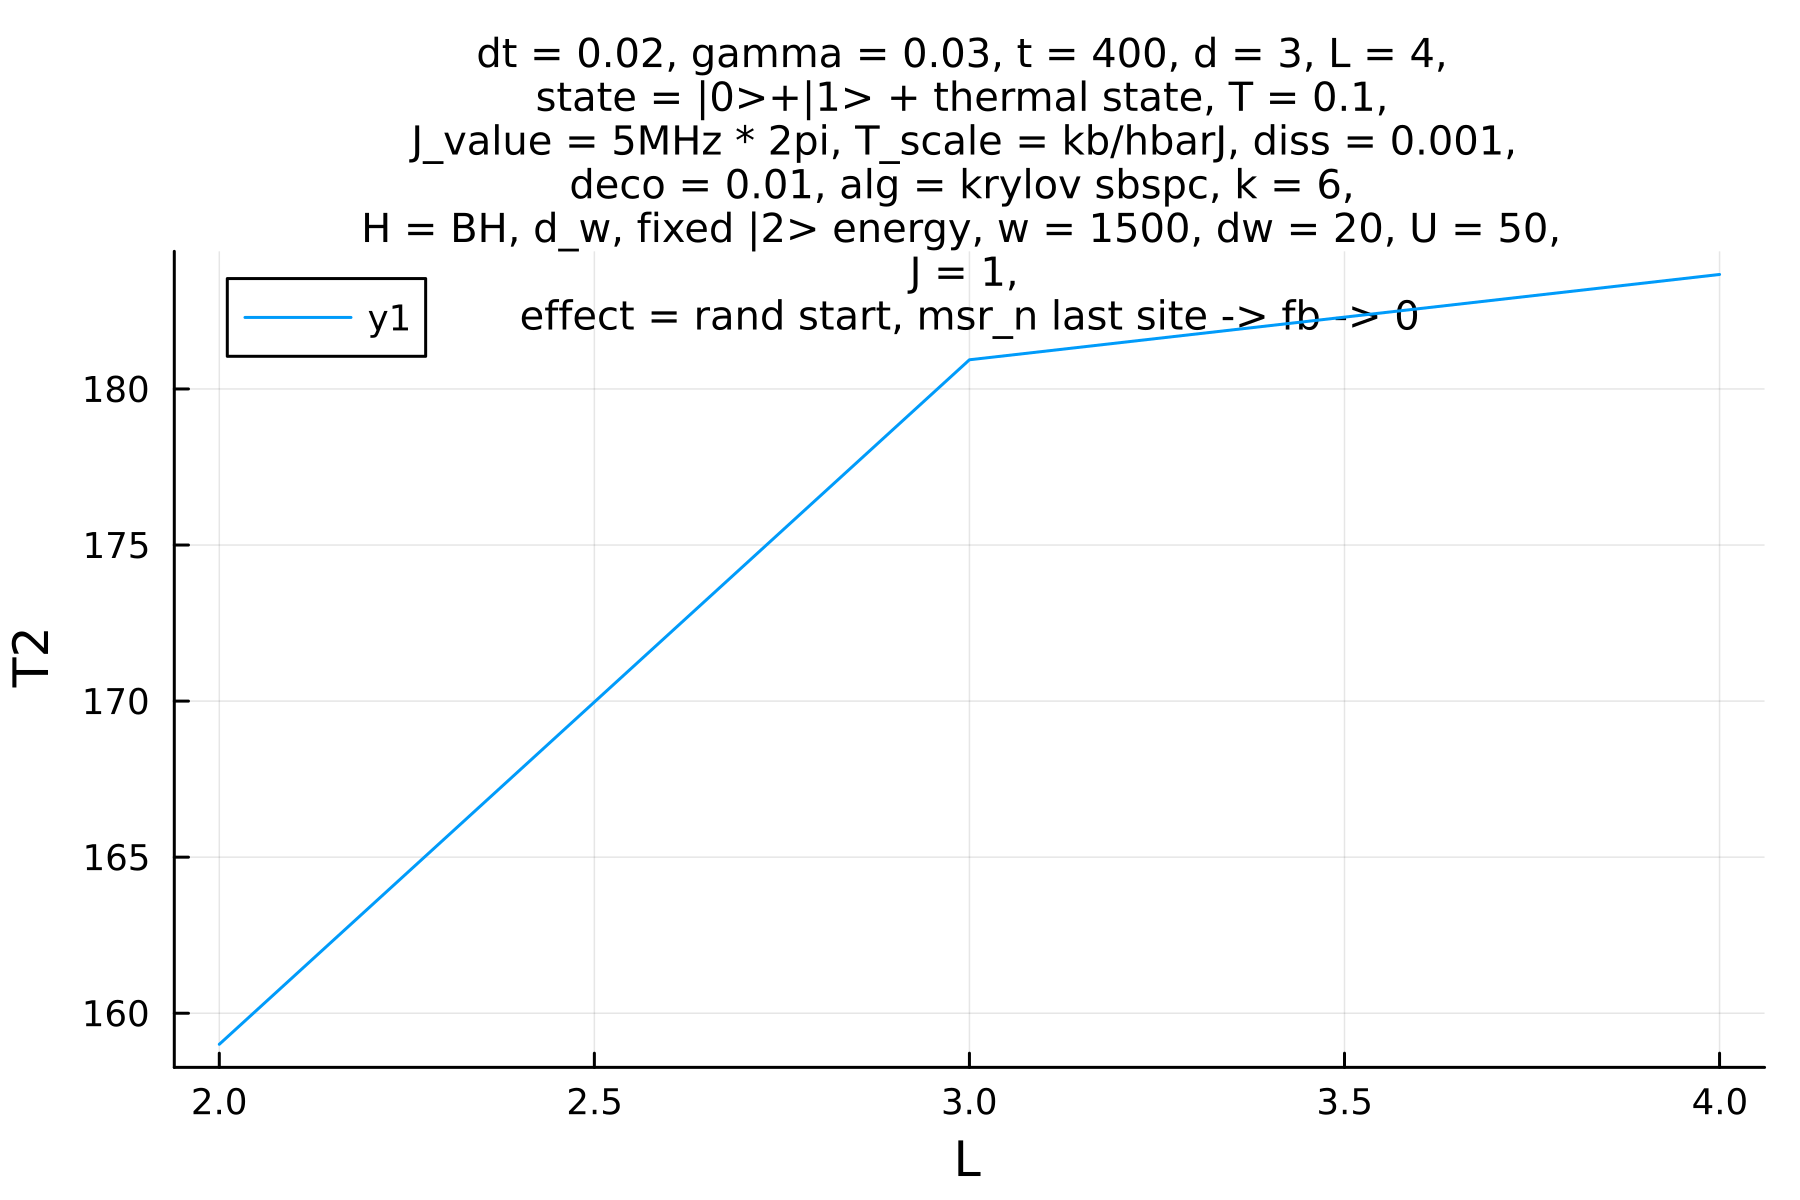 dt = 0.02, gamma = 0.03, t = 400, d = 3, L = 4,
state = |0>+|1> + thermal state, T = 0.1,
J_value = 5MHz * 2pi, T_scale = kb/hbarJ, diss = 0.001,
deco = 0.01, alg = krylov sbspc, k = 6,
H = BH, d_w, fixed |2> energy, w = 1500, dw = 20, U = 50,
J = 1,
effect = rand start, msr_n last site -> fb -> 0
y1
180
175
170
165
160
T2
2.0 2.5 3.0 3.5 4.0
L